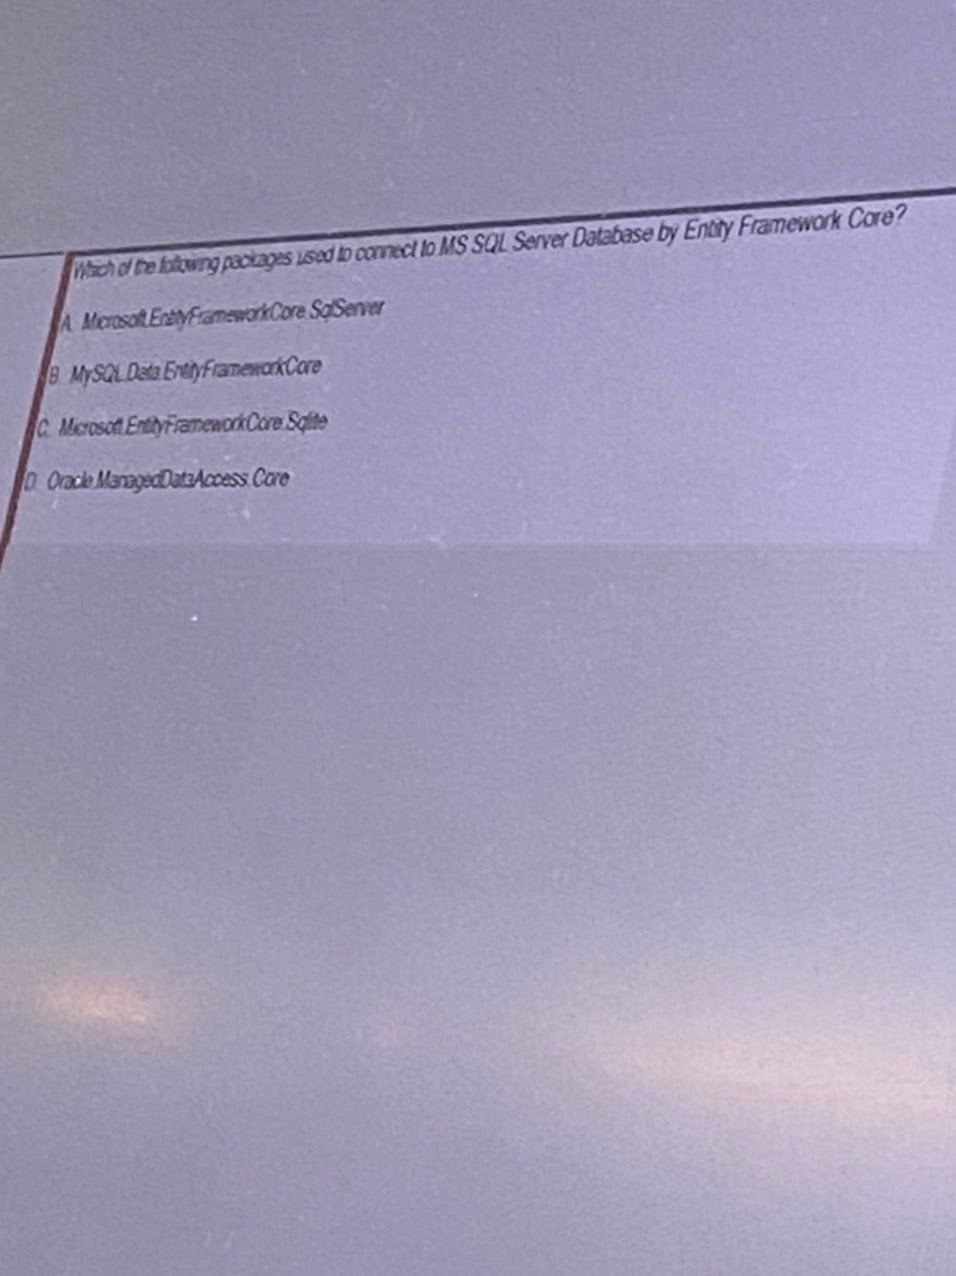 Which of the following packages used to connect to MS SQL Server Database by Entity Framework Core?
A. Microsoft.EntityFrameworkCore.SqlServer
B. MySQL.Data.EntityFrameworkCore
C. Microsoft.EntityFrameworkCore.Sqlite
D. Oracle.ManagedDataAccess.Core